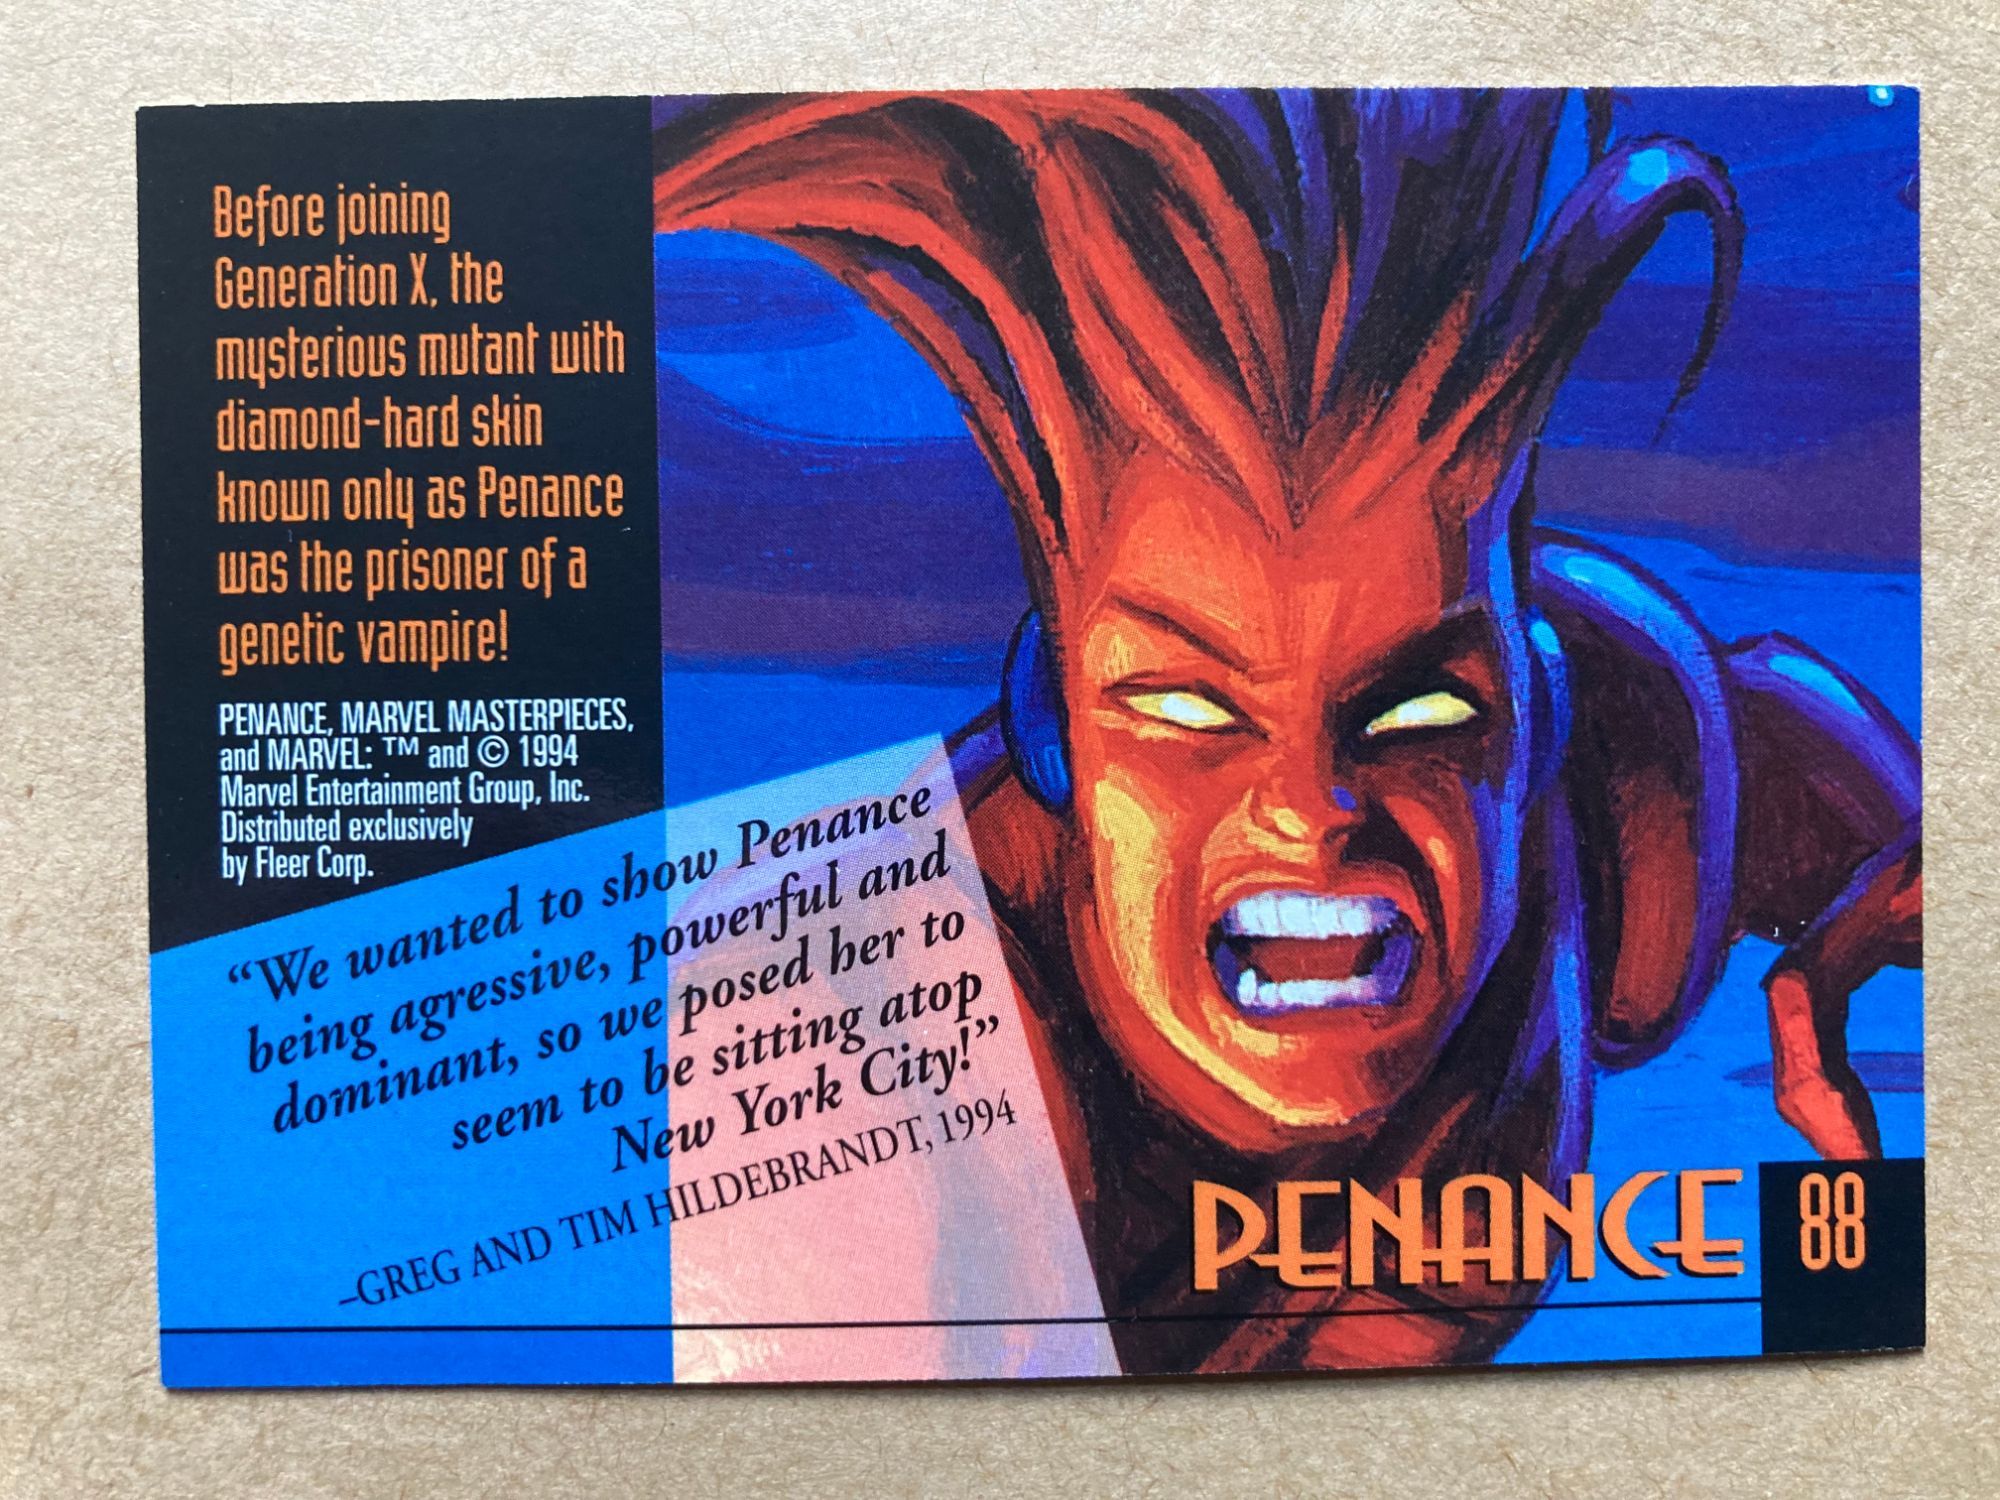 Before joining
Generation X, the
mysterious mutant with
diamond-hard skin
known only as Penance
was the prisoner of a
genetic vampire!
PENANCE, MARVEL MASTERPIECES,
and MARVEL: ™ and © 1994
Marvel Entertainment Group, Inc.
Distributed exclusively
by Fleer Corp.
“We wanted to show Penance
being agressive, powerful and
dominant, so we posed her to
seem to be sitting atop
New York City!”
–GREG AND TIM HILDEBRANDT, 1994
PENANCE
88